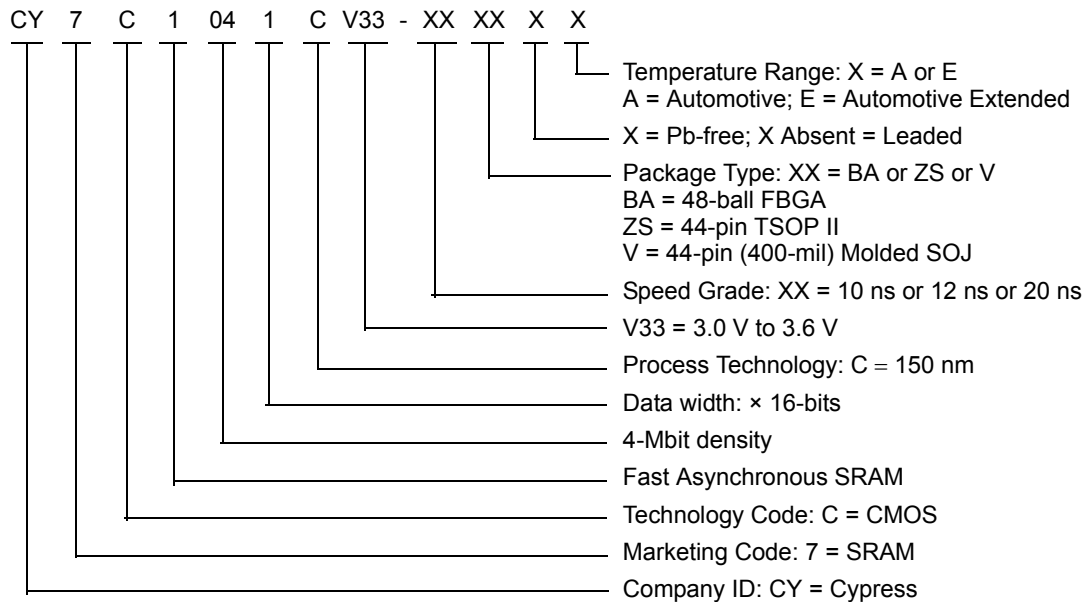 CY 7 C 1 04 1 C V33 - XX XX X X
Temperature Range: X = A or E
A = Automotive; E = Automotive Extended
X = Pb-free; X Absent = Leaded
Package Type: XX = BA or ZS or V
BA = 48-ball FBGA
ZS = 44-pin TSOP II
V = 44-pin (400-mil) Molded SOJ
Speed Grade: XX = 10 ns or 12 ns or 20 ns
V33 = 3.0 V to 3.6 V
Process Technology: C = 150 nm
Data width: × 16-bits
4-Mbit density
Fast Asynchronous SRAM
Technology Code: C = CMOS
Marketing Code: 7 = SRAM
Company ID: CY = Cypress